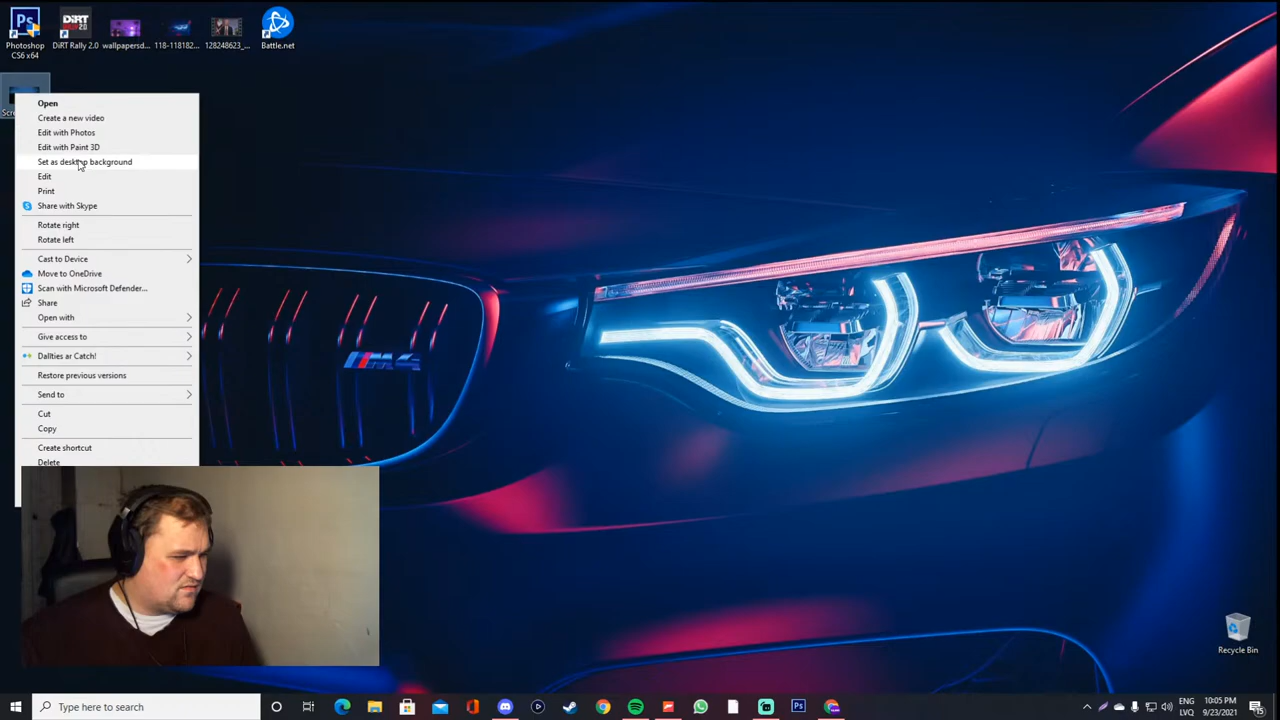 Photoshop CS6 x64
DiRT Rally 2.0
wallpapersd...
118-118182...
128248623_...
Battle.net
Open
Create a new video
Edit with Photos
Edit with Paint 3D
Set as desktop background
Edit
Print
Share with Skype
Rotate right
Rotate left
Cast to Device
Move to OneDrive
Scan with Microsoft Defender...
Share
Open with
Give access to
Dalīties ar Catch!
Restore previous versions
Send to
Cut
Copy
Create shortcut
Delete
M4
Recycle Bin
Type here to search
ENG
LVQ
10:05 PM
9/23/2021